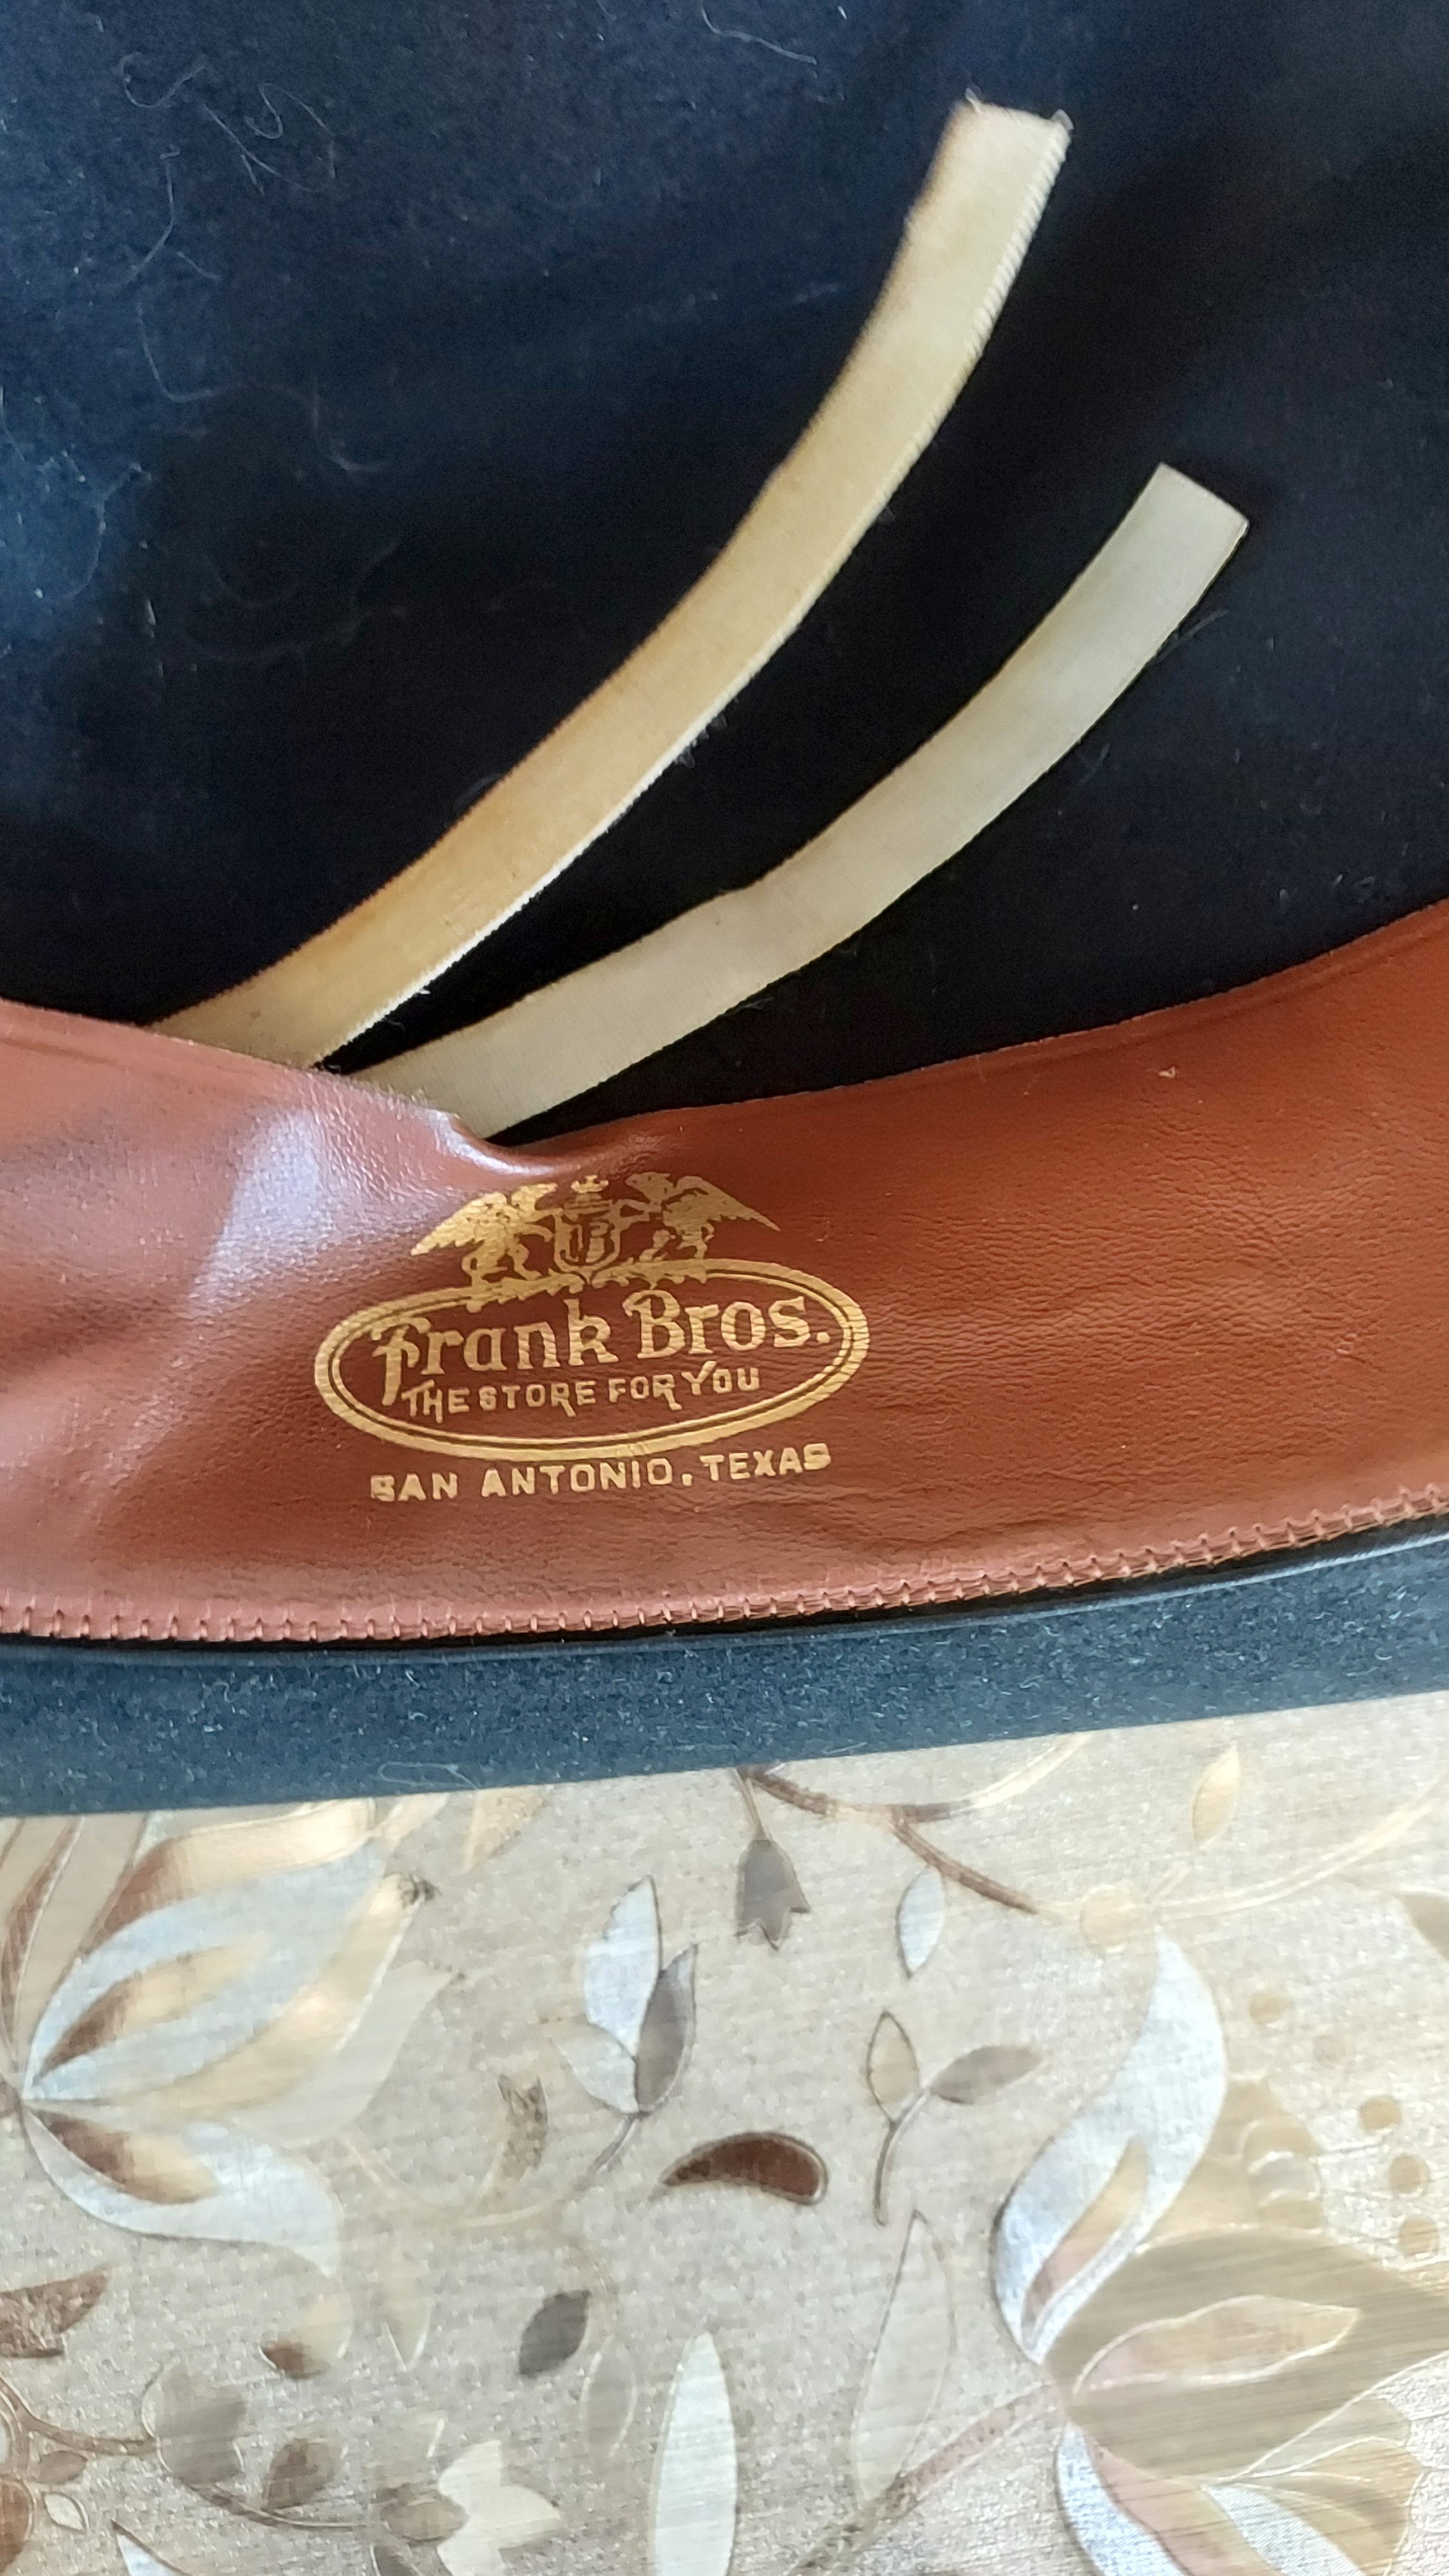 Frank Bros.
THE STORE FOR YOU
SAN ANTONIO, TEXAS